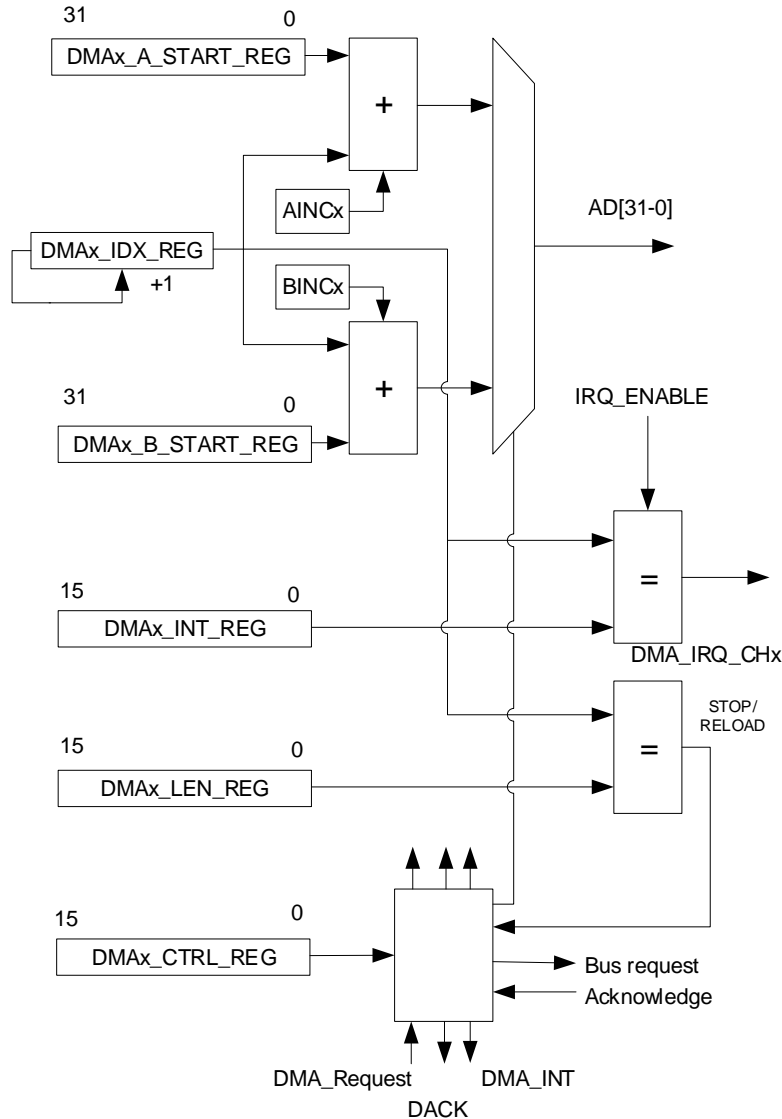 31 0
DMAx_A_START_REG
+
AINCx
AD[31-0]
DMAx_IDX_REG
+1
BINCx
+
31 0
DMAx_B_START_REG
IRQ_ENABLE
15 0
=
DMAx_INT_REG
DMA_IRQ_CHx
STOP/
RELOAD
15 0
=
DMAx_LEN_REG
15 0
DMAx_CTRL_REG
Bus request
Acknowledge
DMA_Request DMA_INT
DACK